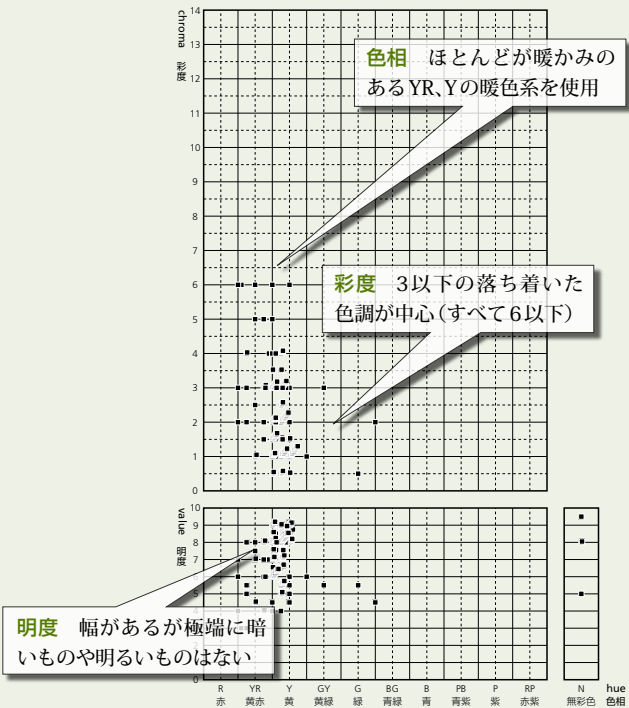 chroma 彩度
14
13
12
11
10
9
8
7
6
5
4
3
2
1
0
色相 ほとんどが暖かみの
あるYR、Yの暖色系を使用
彩度 3以下の落ち着いた
色調が中心（すべて6以下）
value 明度
10
9
8
7
6
5
4
0
明度 幅があるが極端に暗
いものや明るいものはない
R YR Y GY G BG B PB P RP N hue
赤 黄赤 黄 黄緑 緑 青緑 青 青紫 紫 赤紫 無彩色 色相